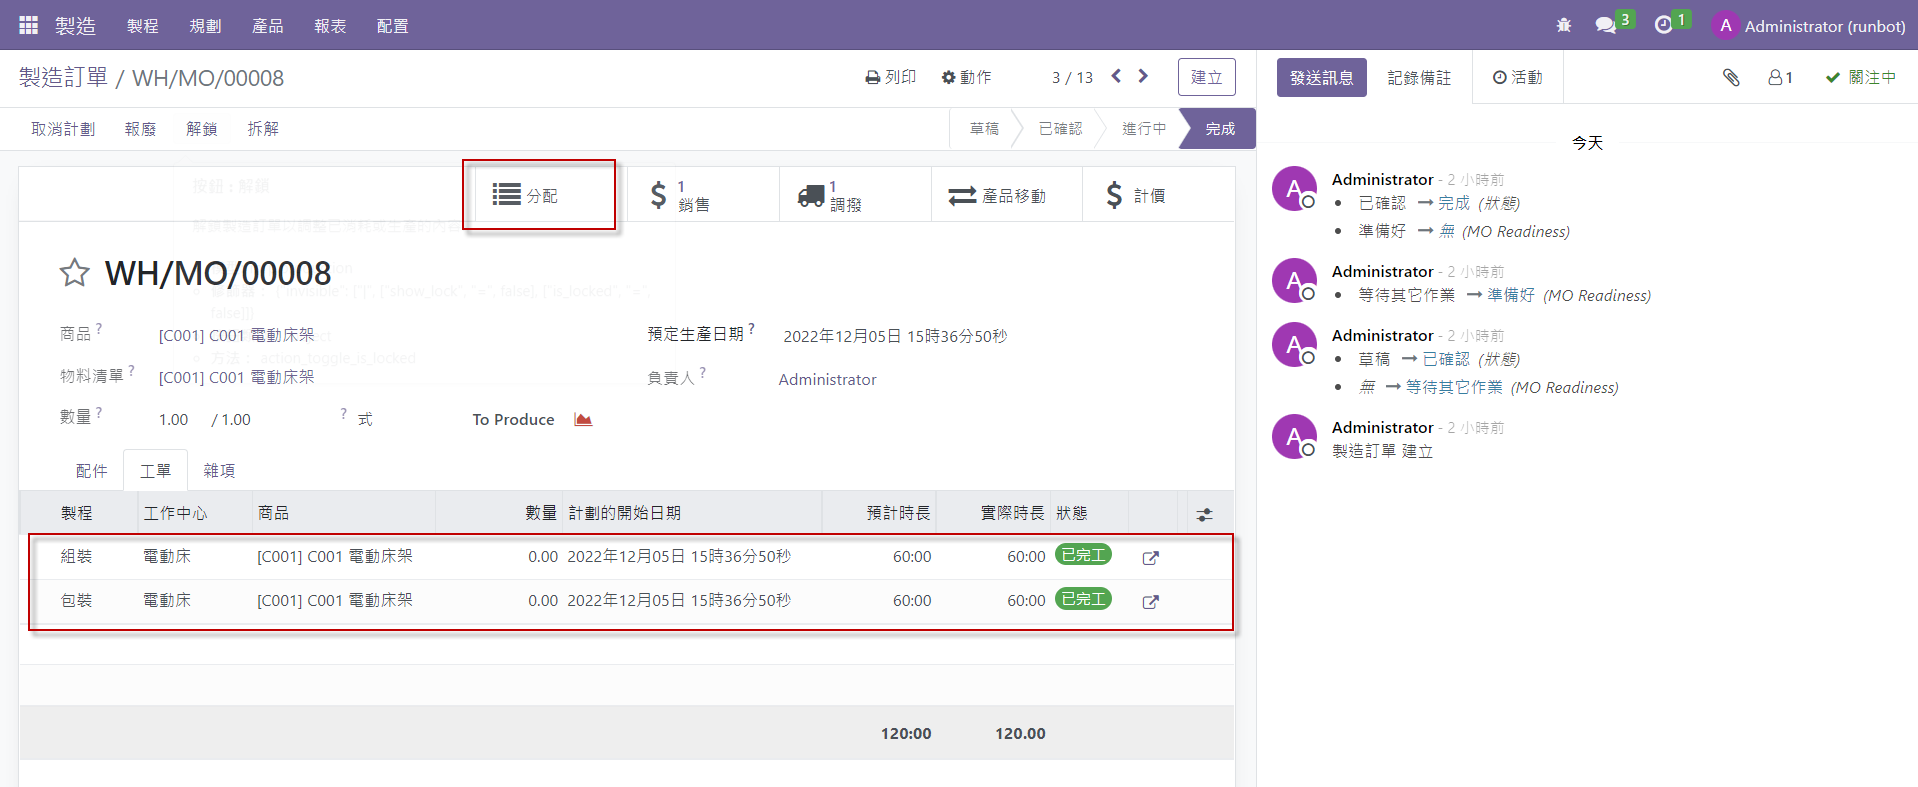 製造 製程 規劃 產品 報表 配置 3 1 A Administrator (runbot)
製造訂單 / WH/MO/00008 列印 動作 3 / 13 建立
取消計劃 報廢 解鎖 拆解 草稿 已確認 進行中 完成
分配 $ 1 銷售 1 調撥 產品移動 $ 計價
按鈕 : 解鎖
WH/MO/00008
false]]}
方法： action_toggle_is_locked
商品 ? [C001] C001 電動床架 預定生產日期 ? 2022年12月05日 15時36分50秒
物料清單 ? [C001] C001 電動床架 負責人 ? Administrator
數量 ? 1.00 / 1.00 ? 式 To Produce
配件 工單 雜項
製程 工作中心 商品 數量 計劃的開始日期 預計時長 實際時長 狀態
組裝 電動床 [C001] C001 電動床架 0.00 2022年12月05日 15時36分50秒 60:00 60:00 已完工
包裝 電動床 [C001] C001 電動床架 0.00 2022年12月05日 15時36分50秒 60:00 60:00 已完工
120:00 120.00
發送訊息 記錄備註 活動 1 關注中
今天
A Administrator - 2 小時前
已確認 → 完成 (狀態)
準備好 → 無 (MO Readiness)
A Administrator - 2 小時前
等待其它作業 → 準備好 (MO Readiness)
A Administrator - 2 小時前
草稿 → 已確認 (狀態)
無 → 等待其它作業 (MO Readiness)
A Administrator - 2 小時前
製造訂單 建立